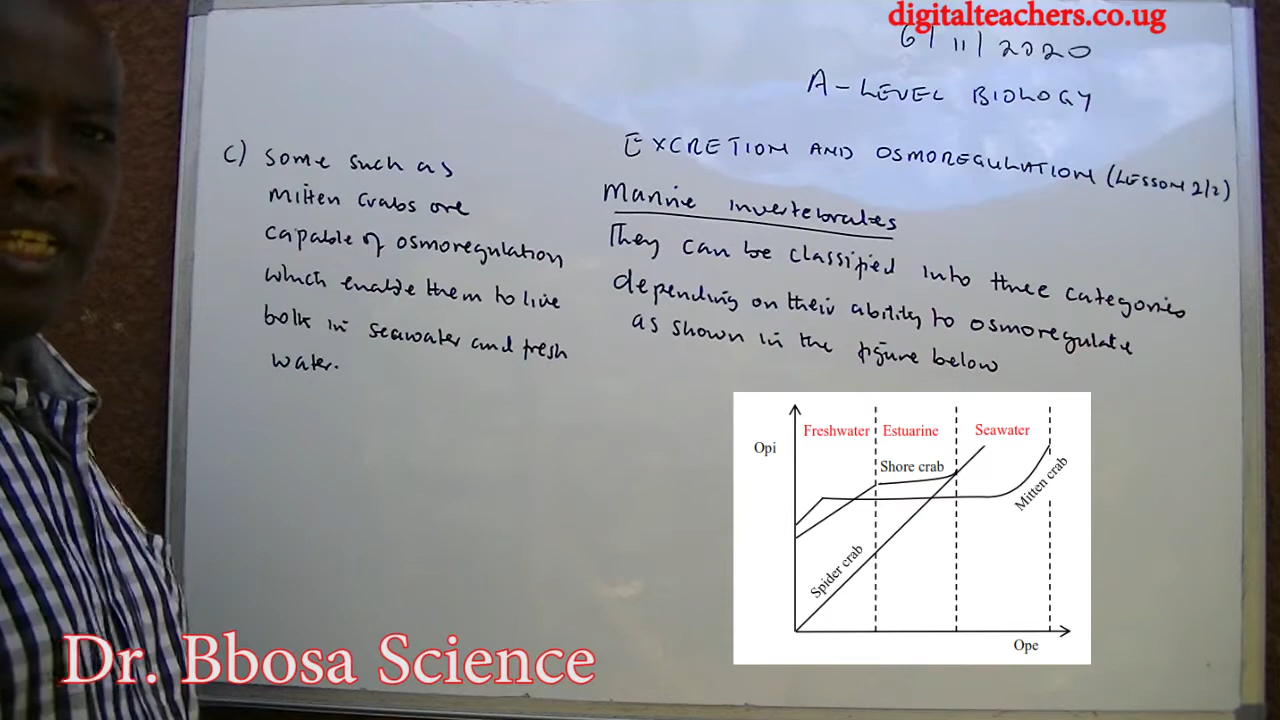 digitalteachers.co.ug
6/11/2020
A-LEVEL BIOLOGY
EXCRETION AND OSMOREGULATION (LESSON 2/2)
Marine invertebrates
They can be classified into three categories
depending on their ability to osmoregulate
as shown in the figure below
c) Some such as
Mitten crabs are
capable of osmoregulation
which enable them to live
both in seawater and fresh
water.
Freshwater
Estuarine
Seawater
Opi
Shore crab
Mitten crab
Spider crab
Ope
Dr. Bbosa Science